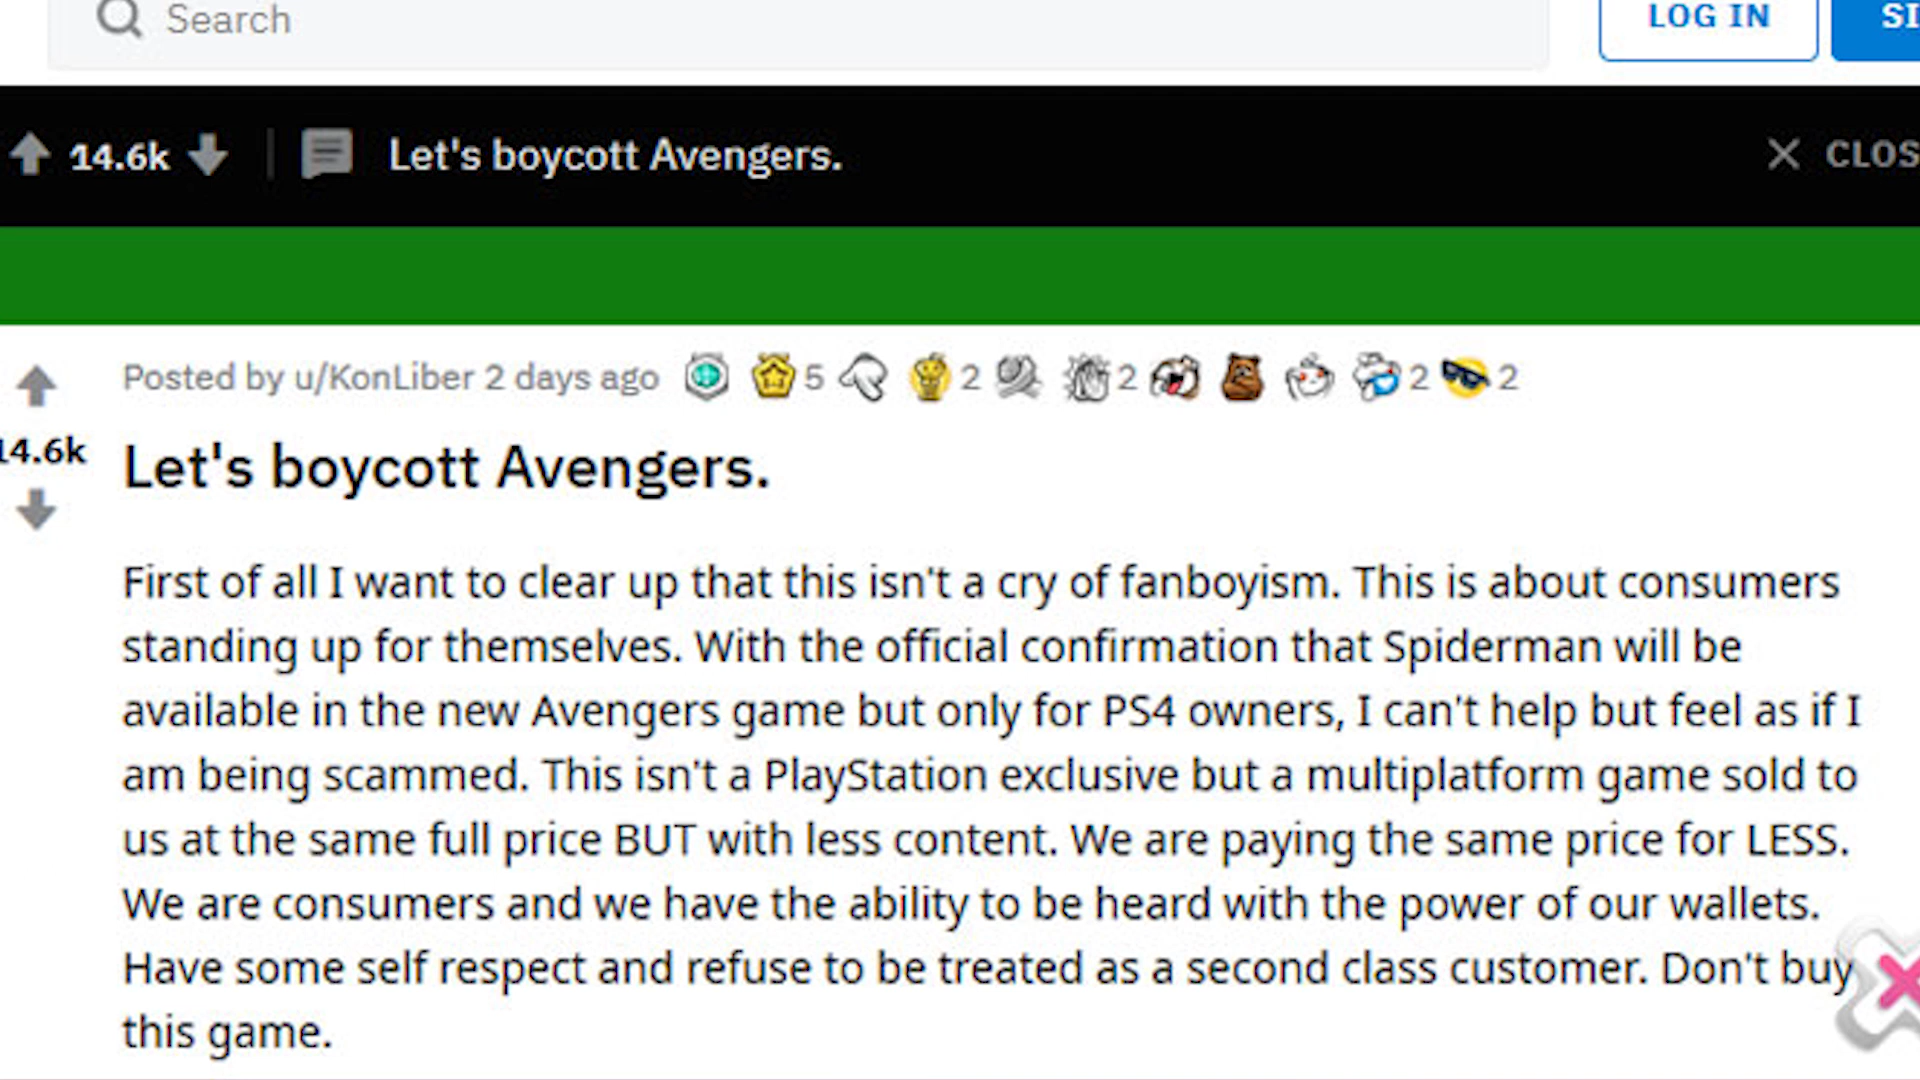 Search
LOG IN
SI
14.6k
Let's boycott Avengers.
CLOS
Posted by u/KonLiber 2 days ago 5 2 2 2 2
14.6k
Let's boycott Avengers.
First of all I want to clear up that this isn't a cry of fanboyism. This is about consumers
standing up for themselves. With the official confirmation that Spiderman will be
available in the new Avengers game but only for PS4 owners, I can't help but feel as if I
am being scammed. This isn't a PlayStation exclusive but a multiplatform game sold to
us at the same full price BUT with less content. We are paying the same price for LESS.
We are consumers and we have the ability to be heard with the power of our wallets.
Have some self respect and refuse to be treated as a second class customer. Don't buy
this game.